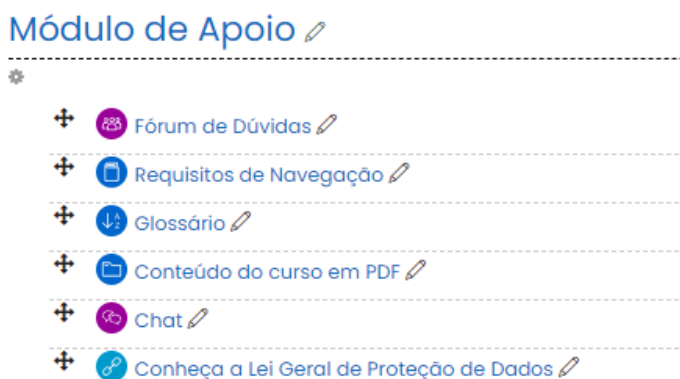 Módulo de Apoio
Fórum de Dúvidas
Requisitos de Navegação
Glossário
Conteúdo do curso em PDF
Chat
Conheça a Lei Geral de Proteção de Dados